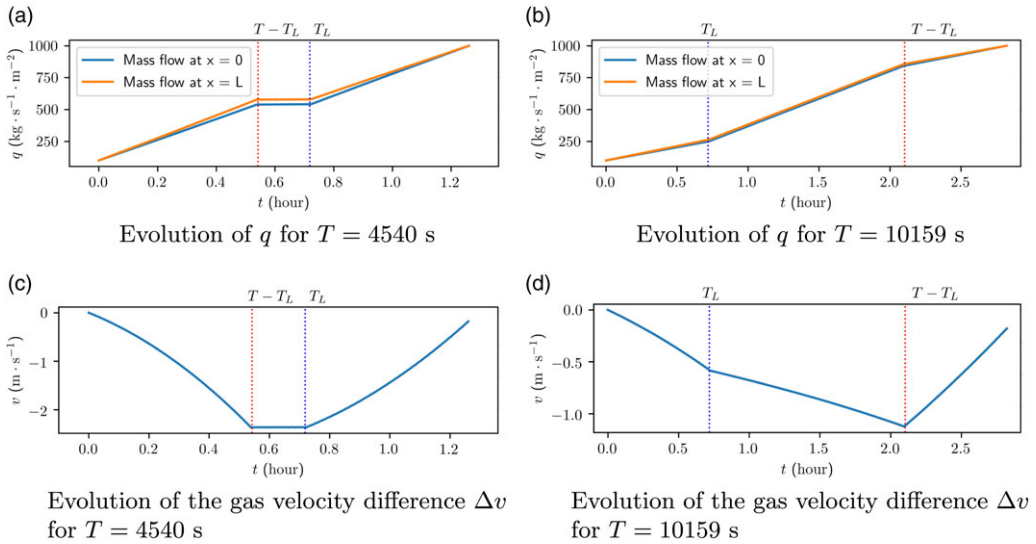 (a)
T − T_L T_L
1000
750
500
250
q (kg · s⁻¹ · m⁻²)
Mass flow at x = 0
Mass flow at x = L
0.0 0.2 0.4 0.6 0.8 1.0 1.2
t (hour)
Evolution of q for T = 4540 s
(b)
T_L T − T_L
1000
750
500
250
q (kg · s⁻¹ · m⁻²)
Mass flow at x = 0
Mass flow at x = L
0.0 0.5 1.0 1.5 2.0 2.5
t (hour)
Evolution of q for T = 10159 s
(c)
T − T_L T_L
0
−1
−2
v (m · s⁻¹)
0.0 0.2 0.4 0.6 0.8 1.0 1.2
t (hour)
Evolution of the gas velocity difference Δv
for T = 4540 s
(d)
T_L T − T_L
0.0
−0.5
−1.0
v (m · s⁻¹)
0.0 0.5 1.0 1.5 2.0 2.5
t (hour)
Evolution of the gas velocity difference Δv
for T = 10159 s